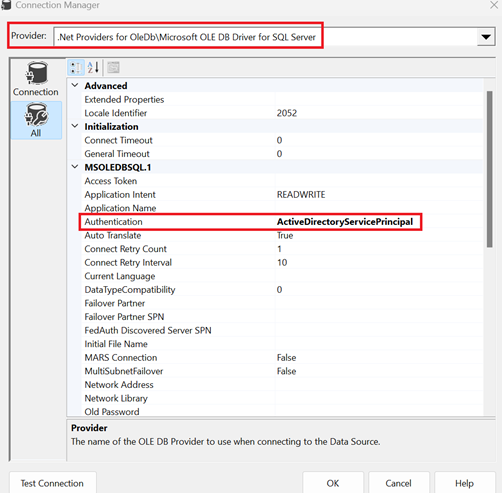 Connection Manager
Provider: .Net Providers for OleDb\Microsoft OLE DB Driver for SQL Server
Connection
All
Advanced
Extended Properties
Locale Identifier 2052
Initialization
Connect Timeout 0
General Timeout 0
MSOLEDBSQL.1
Access Token
Application Intent READWRITE
Application Name
Authentication ActiveDirectoryServicePrincipal
Auto Translate True
Connect Retry Count 1
Connect Retry Interval 10
Current Language
DataTypeCompatibility 0
Failover Partner
Failover Partner SPN
FedAuth Discovered Server SPN
Initial File Name
MARS Connection False
MultiSubnetFailover False
Network Address
Network Library
Old Password
Provider
The name of the OLE DB Provider to use when connecting to the Data Source.
Test Connection OK Cancel Help